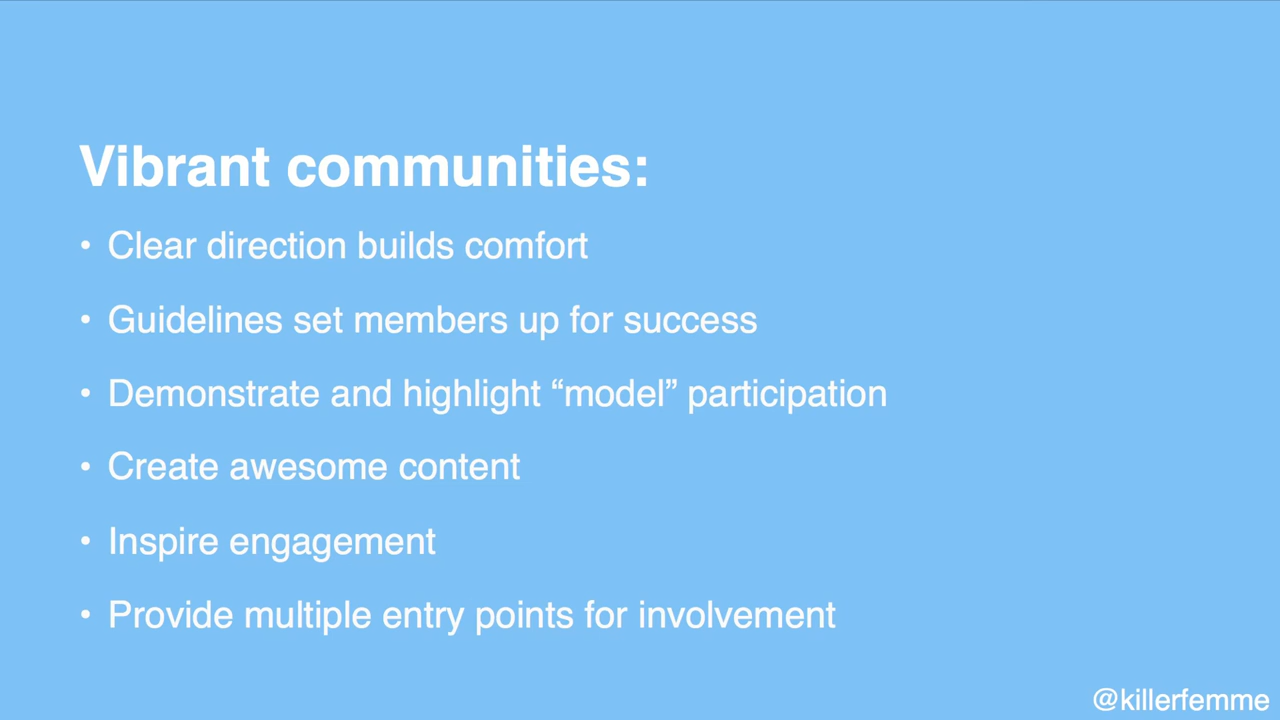 Vibrant communities:
• Clear direction builds comfort
• Guidelines set members up for success
• Demonstrate and highlight “model” participation
• Create awesome content
• Inspire engagement
• Provide multiple entry points for involvement
@killerfemme